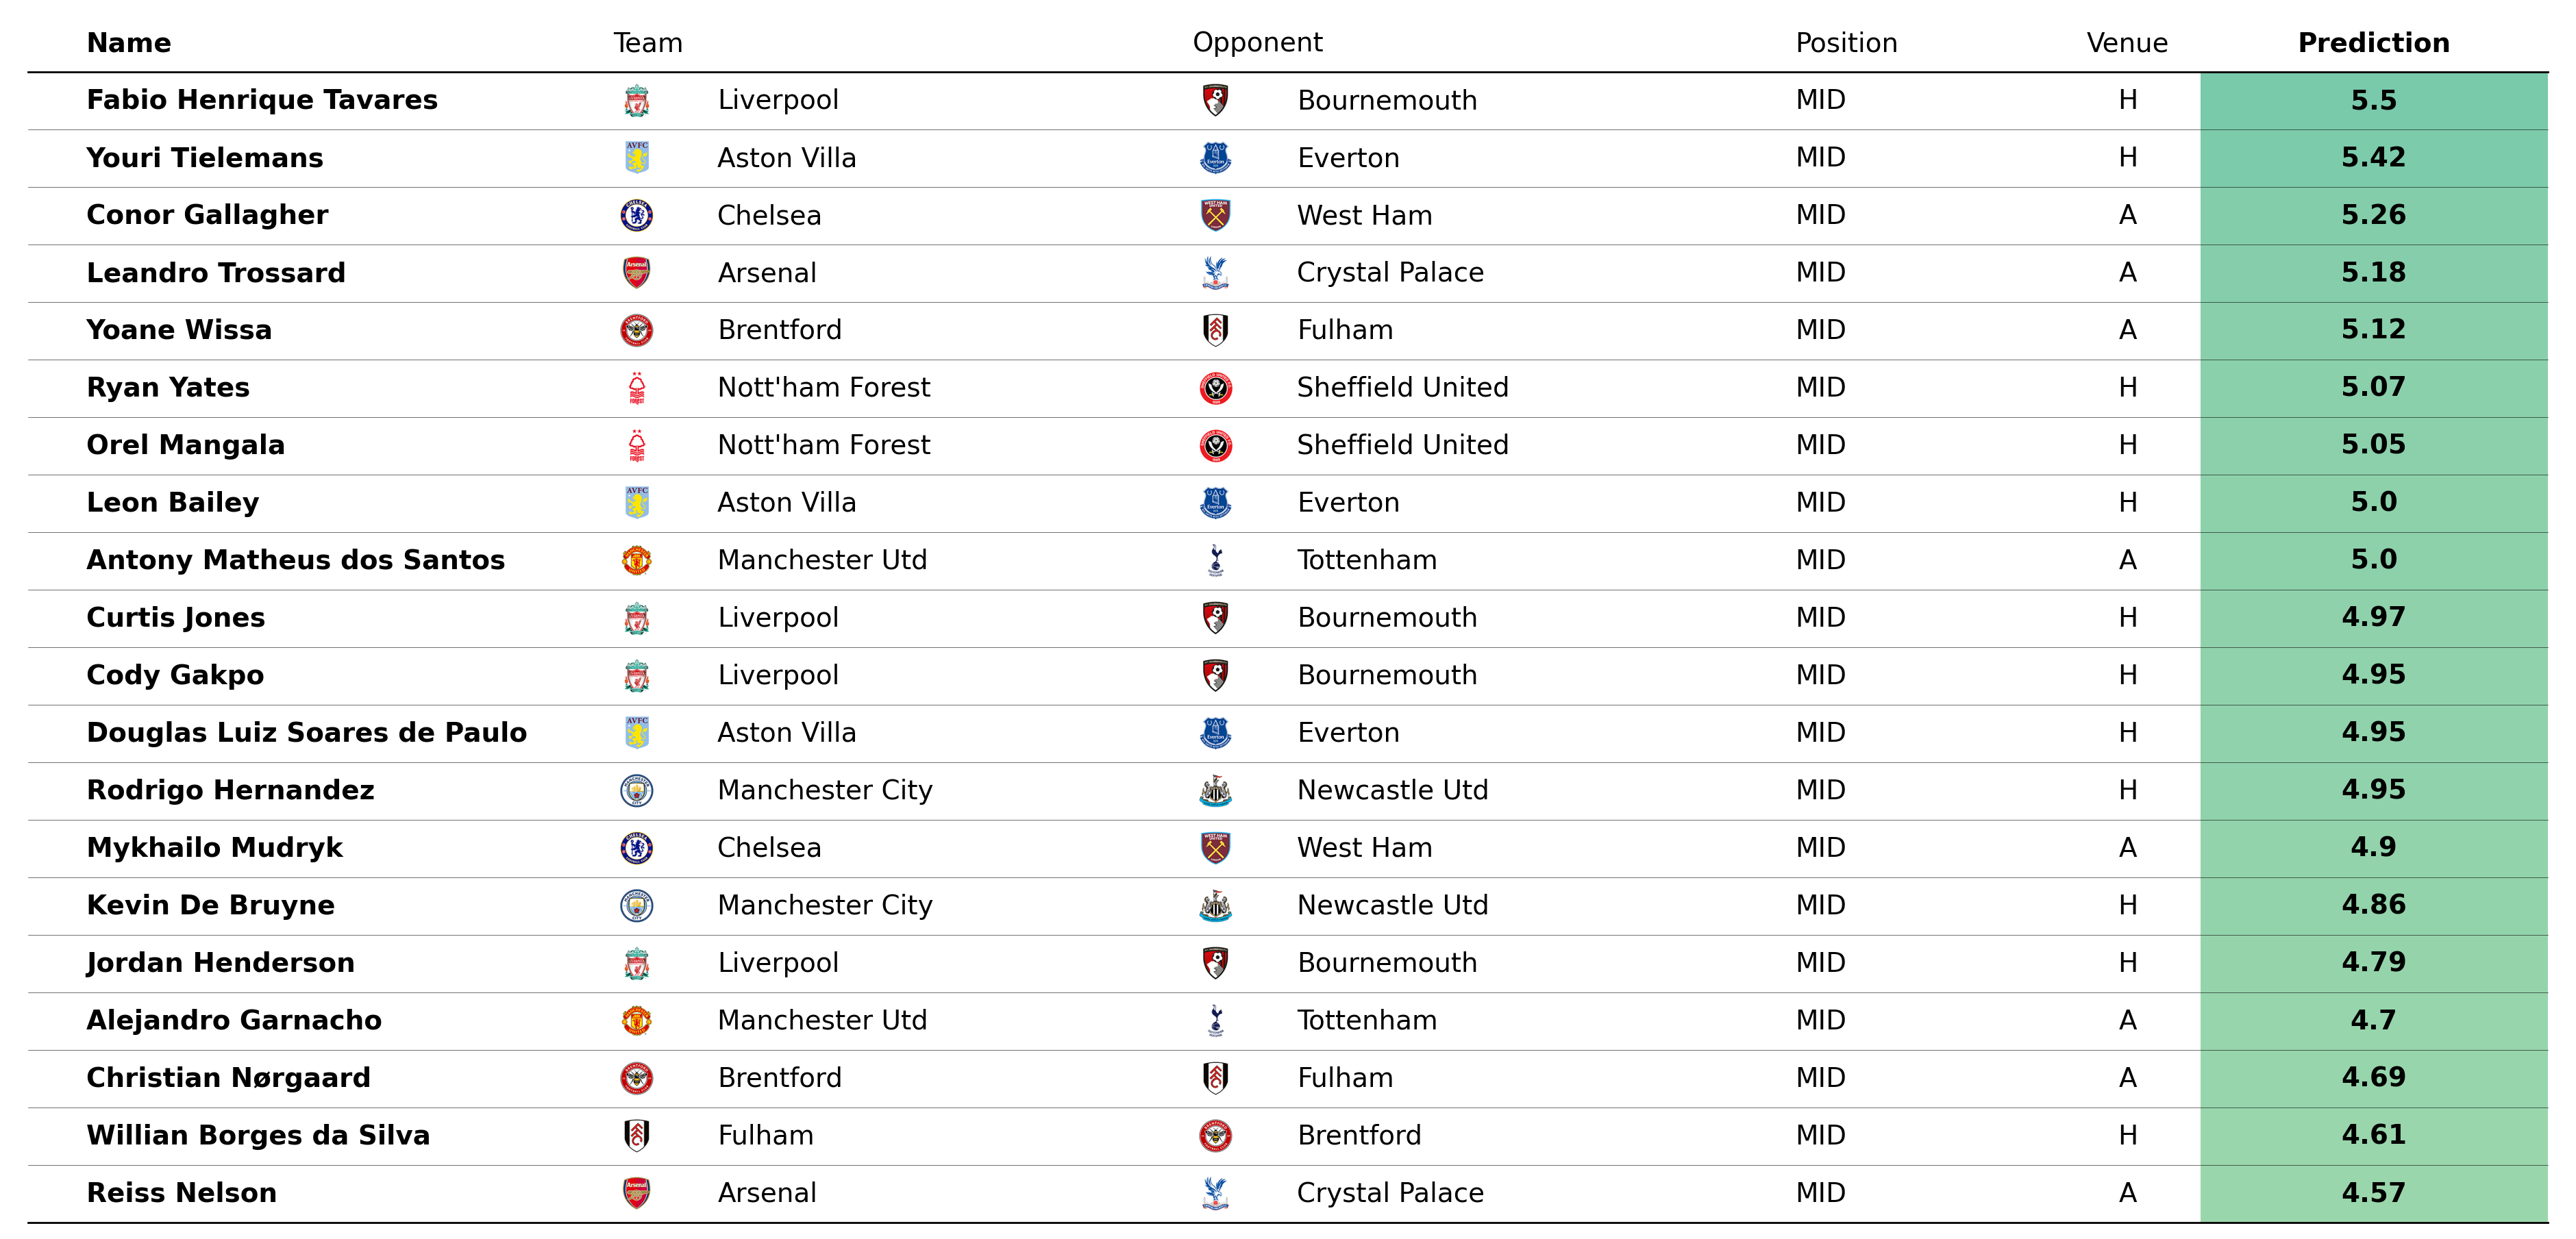 Name Team Opponent Position Venue Prediction
Fabio Henrique Tavares Liverpool Bournemouth MID H 5.5
Youri Tielemans Aston Villa Everton MID H 5.42
Conor Gallagher Chelsea West Ham MID A 5.26
Leandro Trossard Arsenal Crystal Palace MID A 5.18
Yoane Wissa Brentford Fulham MID A 5.12
Ryan Yates Nott'ham Forest Sheffield United MID H 5.07
Orel Mangala Nott'ham Forest Sheffield United MID H 5.05
Leon Bailey Aston Villa Everton MID H 5.0
Antony Matheus dos Santos Manchester Utd Tottenham MID A 5.0
Curtis Jones Liverpool Bournemouth MID H 4.97
Cody Gakpo Liverpool Bournemouth MID H 4.95
Douglas Luiz Soares de Paulo Aston Villa Everton MID H 4.95
Rodrigo Hernandez Manchester City Newcastle Utd MID H 4.95
Mykhailo Mudryk Chelsea West Ham MID A 4.9
Kevin De Bruyne Manchester City Newcastle Utd MID H 4.86
Jordan Henderson Liverpool Bournemouth MID H 4.79
Alejandro Garnacho Manchester Utd Tottenham MID A 4.7
Christian Nørgaard Brentford Fulham MID A 4.69
Willian Borges da Silva Fulham Brentford MID H 4.61
Reiss Nelson Arsenal Crystal Palace MID A 4.57